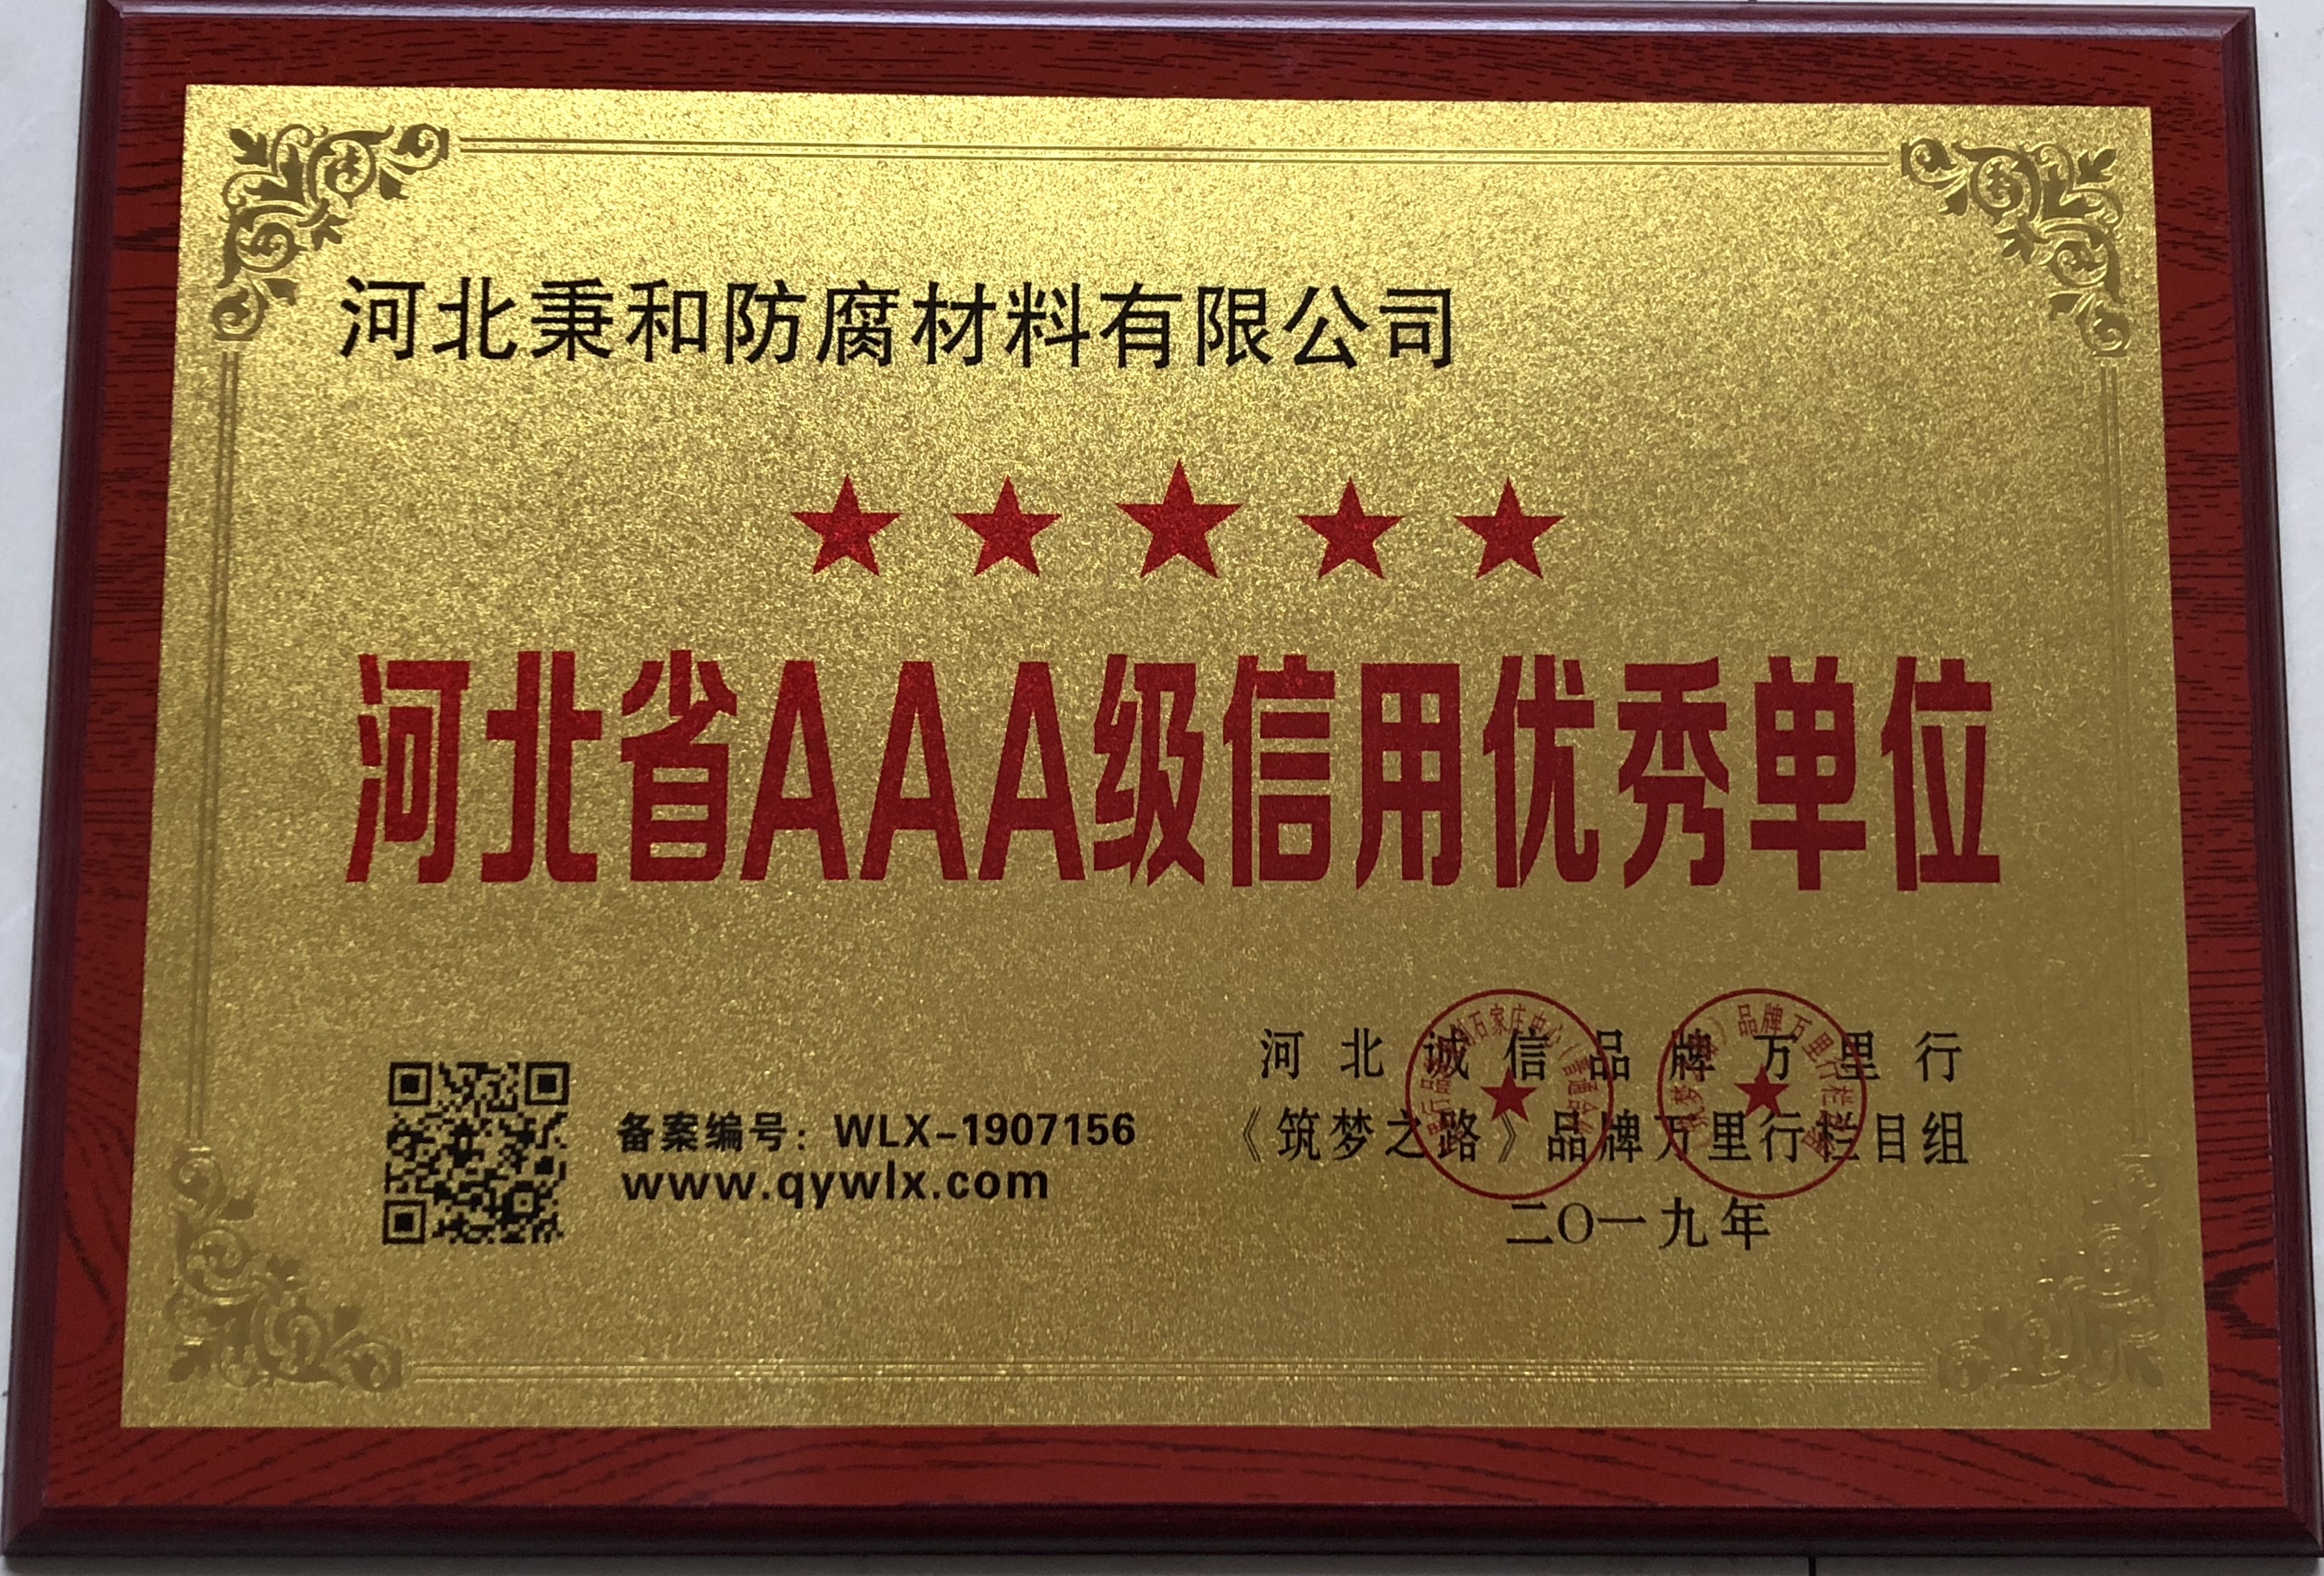 河北秉和防腐材料有限公司
河北省AAA级信用优秀单位
河北诚信品牌万里行
备案编号：WLX-1907156
《筑梦之路》品牌万里行栏目组
www.qywlx.com
二〇一九年